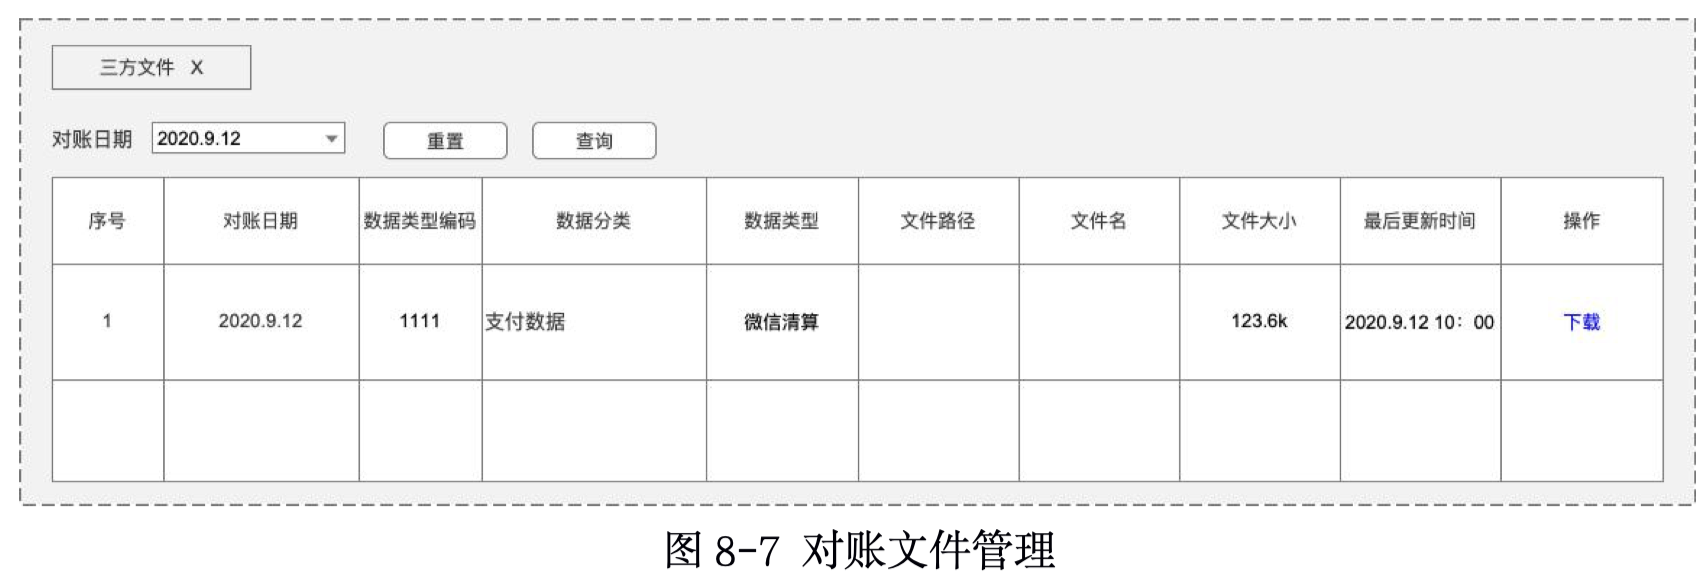 三方文件 X
对账日期 2020.9.12 重置 查询
序号 对账日期 数据类型编码 数据分类 数据类型 文件路径 文件名 文件大小 最后更新时间 操作
1 2020.9.12 1111 支付数据 微信清算 123.6k 2020.9.12 10：00 下载
图 8-7 对账文件管理